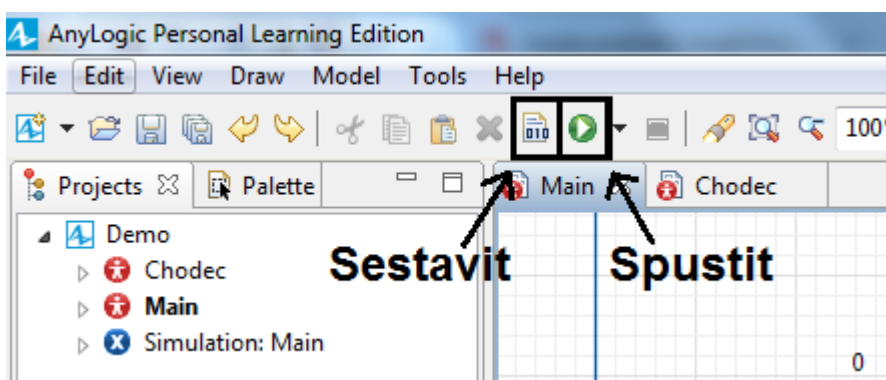 AnyLogic Personal Learning Edition
File Edit View Draw Model Tools Help
010 100%
Projects Palette Main Chodec
Demo
Chodec
Main
Simulation: Main
Sestavit Spustit
0